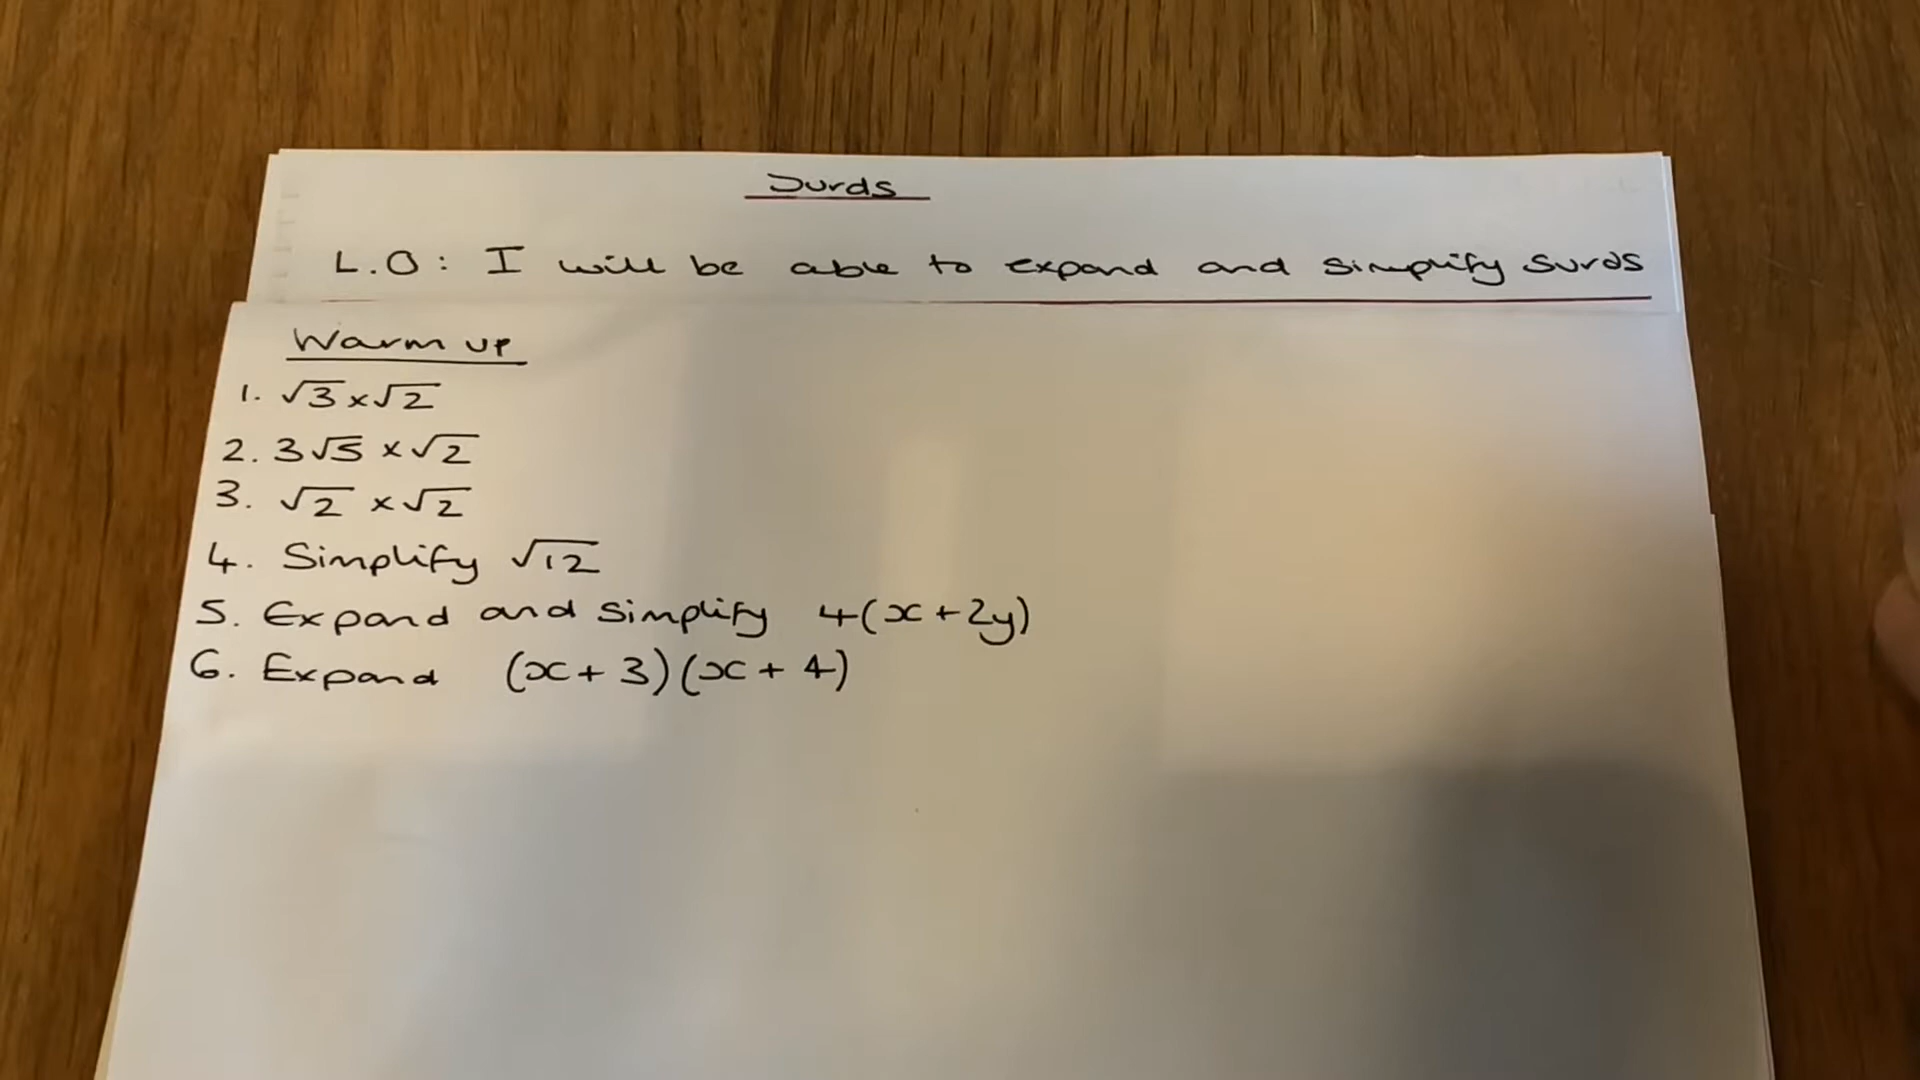 Surds
L.O: I will be able to expand and simplify surds
Warm up
1. √3 × √2
2. 3√5 × √2
3. √2 × √2
4. Simplify √12
5. Expand and simplify 4(x+2y)
6. Expand (x+3)(x+4)